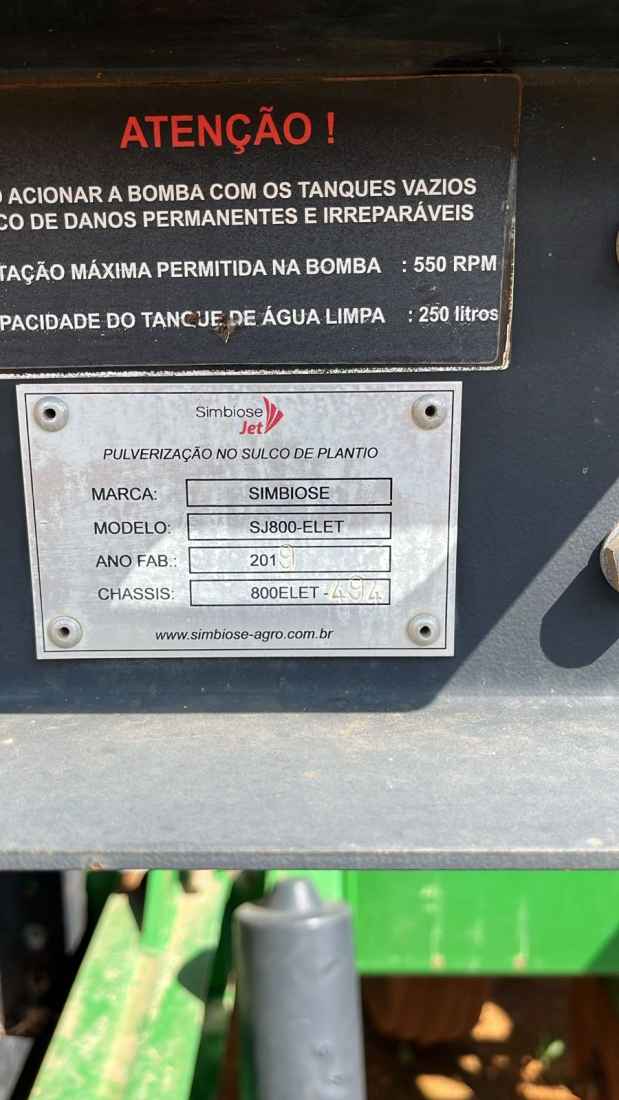 ATENÇÃO !
O ACIONAR A BOMBA COM OS TANQUES VAZIOS
CO DE DANOS PERMANENTES E IRREPARÁVEIS
TAÇÃO MÁXIMA PERMITIDA NA BOMBA : 550 RPM
PACIDADE DO TANQUE DE ÁGUA LIMPA : 250 litros
Simbiose
Jet
PULVERIZAÇÃO NO SULCO DE PLANTIO
MARCA: SIMBIOSE
MODELO: SJ800-ELET
ANO FAB.: 2019
CHASSIS: 800ELET - 494
www.simbiose-agro.com.br